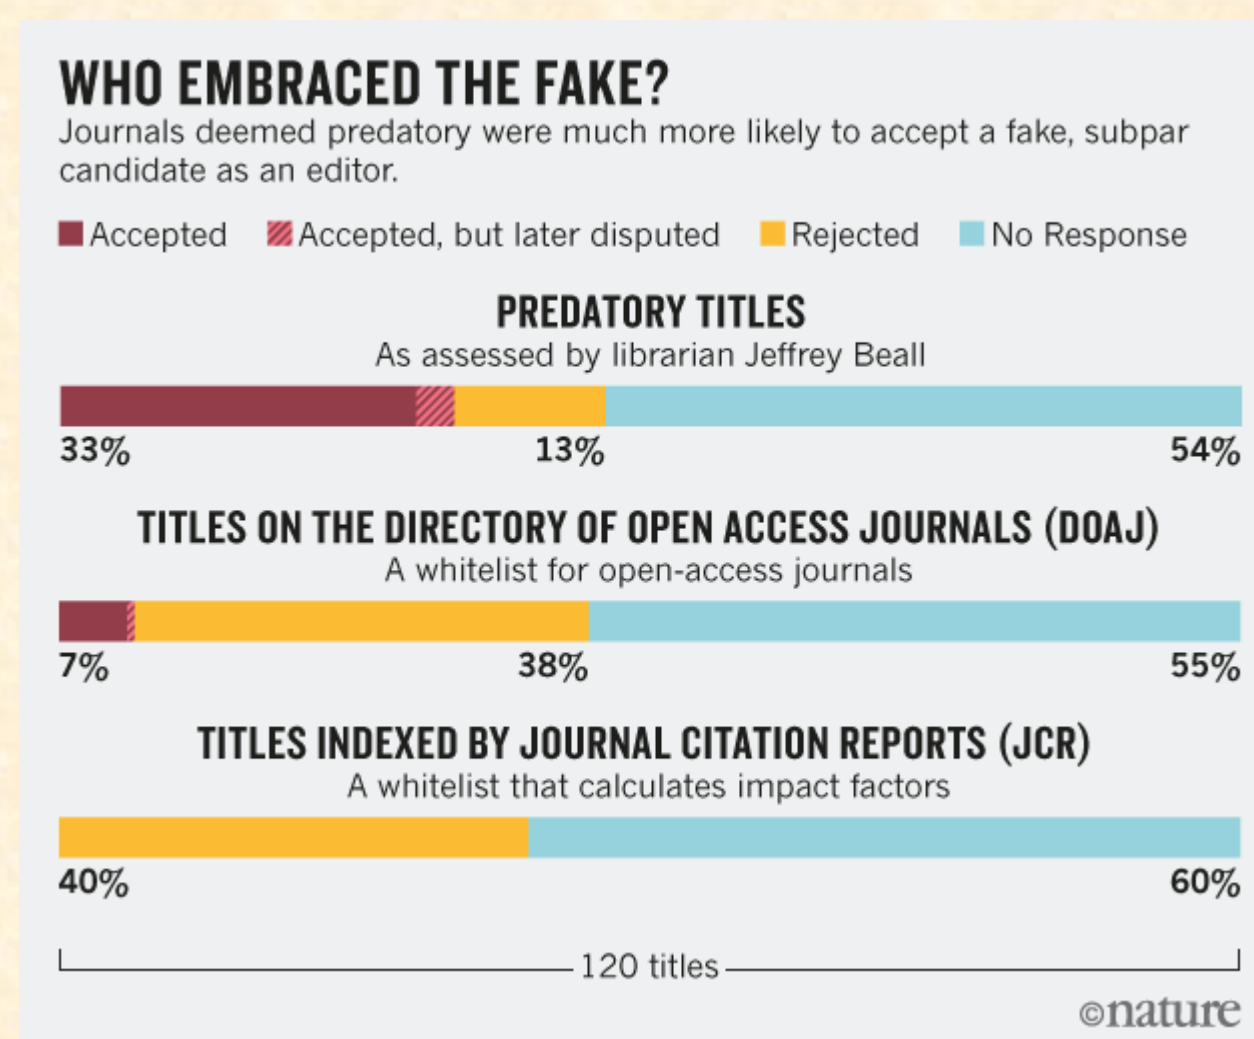 WHO EMBRACED THE FAKE?
Journals deemed predatory were much more likely to accept a fake, subpar
candidate as an editor.
Accepted Accepted, but later disputed Rejected No Response
PREDATORY TITLES
As assessed by librarian Jeffrey Beall
33% 13% 54%
TITLES ON THE DIRECTORY OF OPEN ACCESS JOURNALS (DOAJ)
A whitelist for open-access journals
7% 38% 55%
TITLES INDEXED BY JOURNAL CITATION REPORTS (JCR)
A whitelist that calculates impact factors
40% 60%
120 titles
©nature